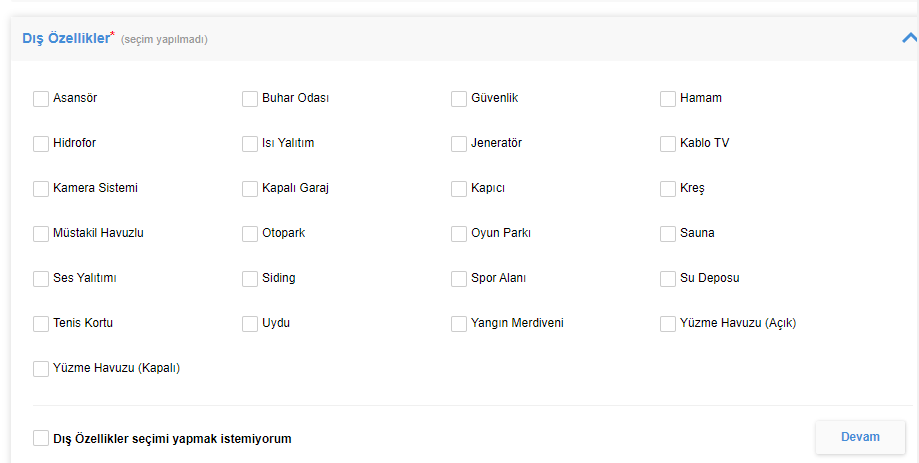 Dış Özellikler* (seçim yapılmadı)
Asansör Buhar Odası Güvenlik Hamam
Hidrofor Isı Yalıtım Jeneratör Kablo TV
Kamera Sistemi Kapalı Garaj Kapıcı Kreş
Müstakil Havuzlu Otopark Oyun Parkı Sauna
Ses Yalıtımı Siding Spor Alanı Su Deposu
Tenis Kortu Uydu Yangın Merdiveni Yüzme Havuzu (Açık)
Yüzme Havuzu (Kapalı)
Dış Özellikler seçimi yapmak istemiyorum Devam